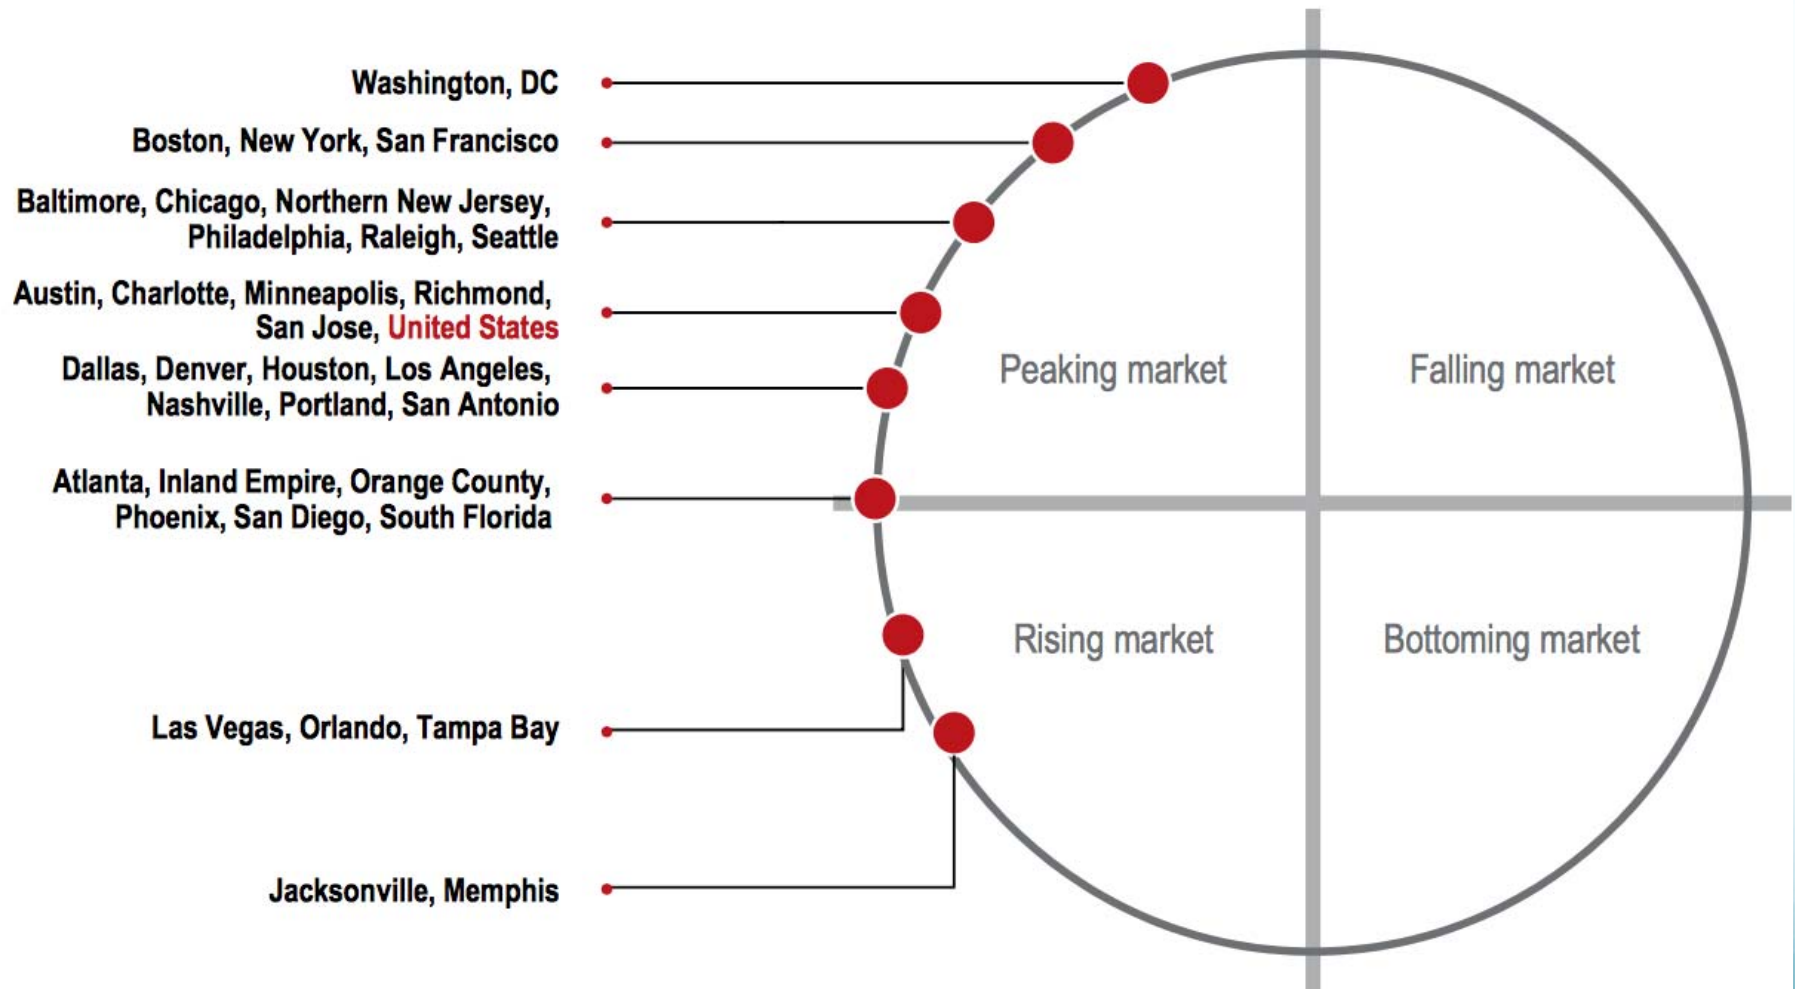 Washington, DC
Boston, New York, San Francisco
Baltimore, Chicago, Northern New Jersey,
Philadelphia, Raleigh, Seattle
Austin, Charlotte, Minneapolis, Richmond,
San Jose, United States
Dallas, Denver, Houston, Los Angeles,
Nashville, Portland, San Antonio
Atlanta, Inland Empire, Orange County,
Phoenix, San Diego, South Florida
Las Vegas, Orlando, Tampa Bay
Jacksonville, Memphis
Peaking market
Falling market
Rising market
Bottoming market